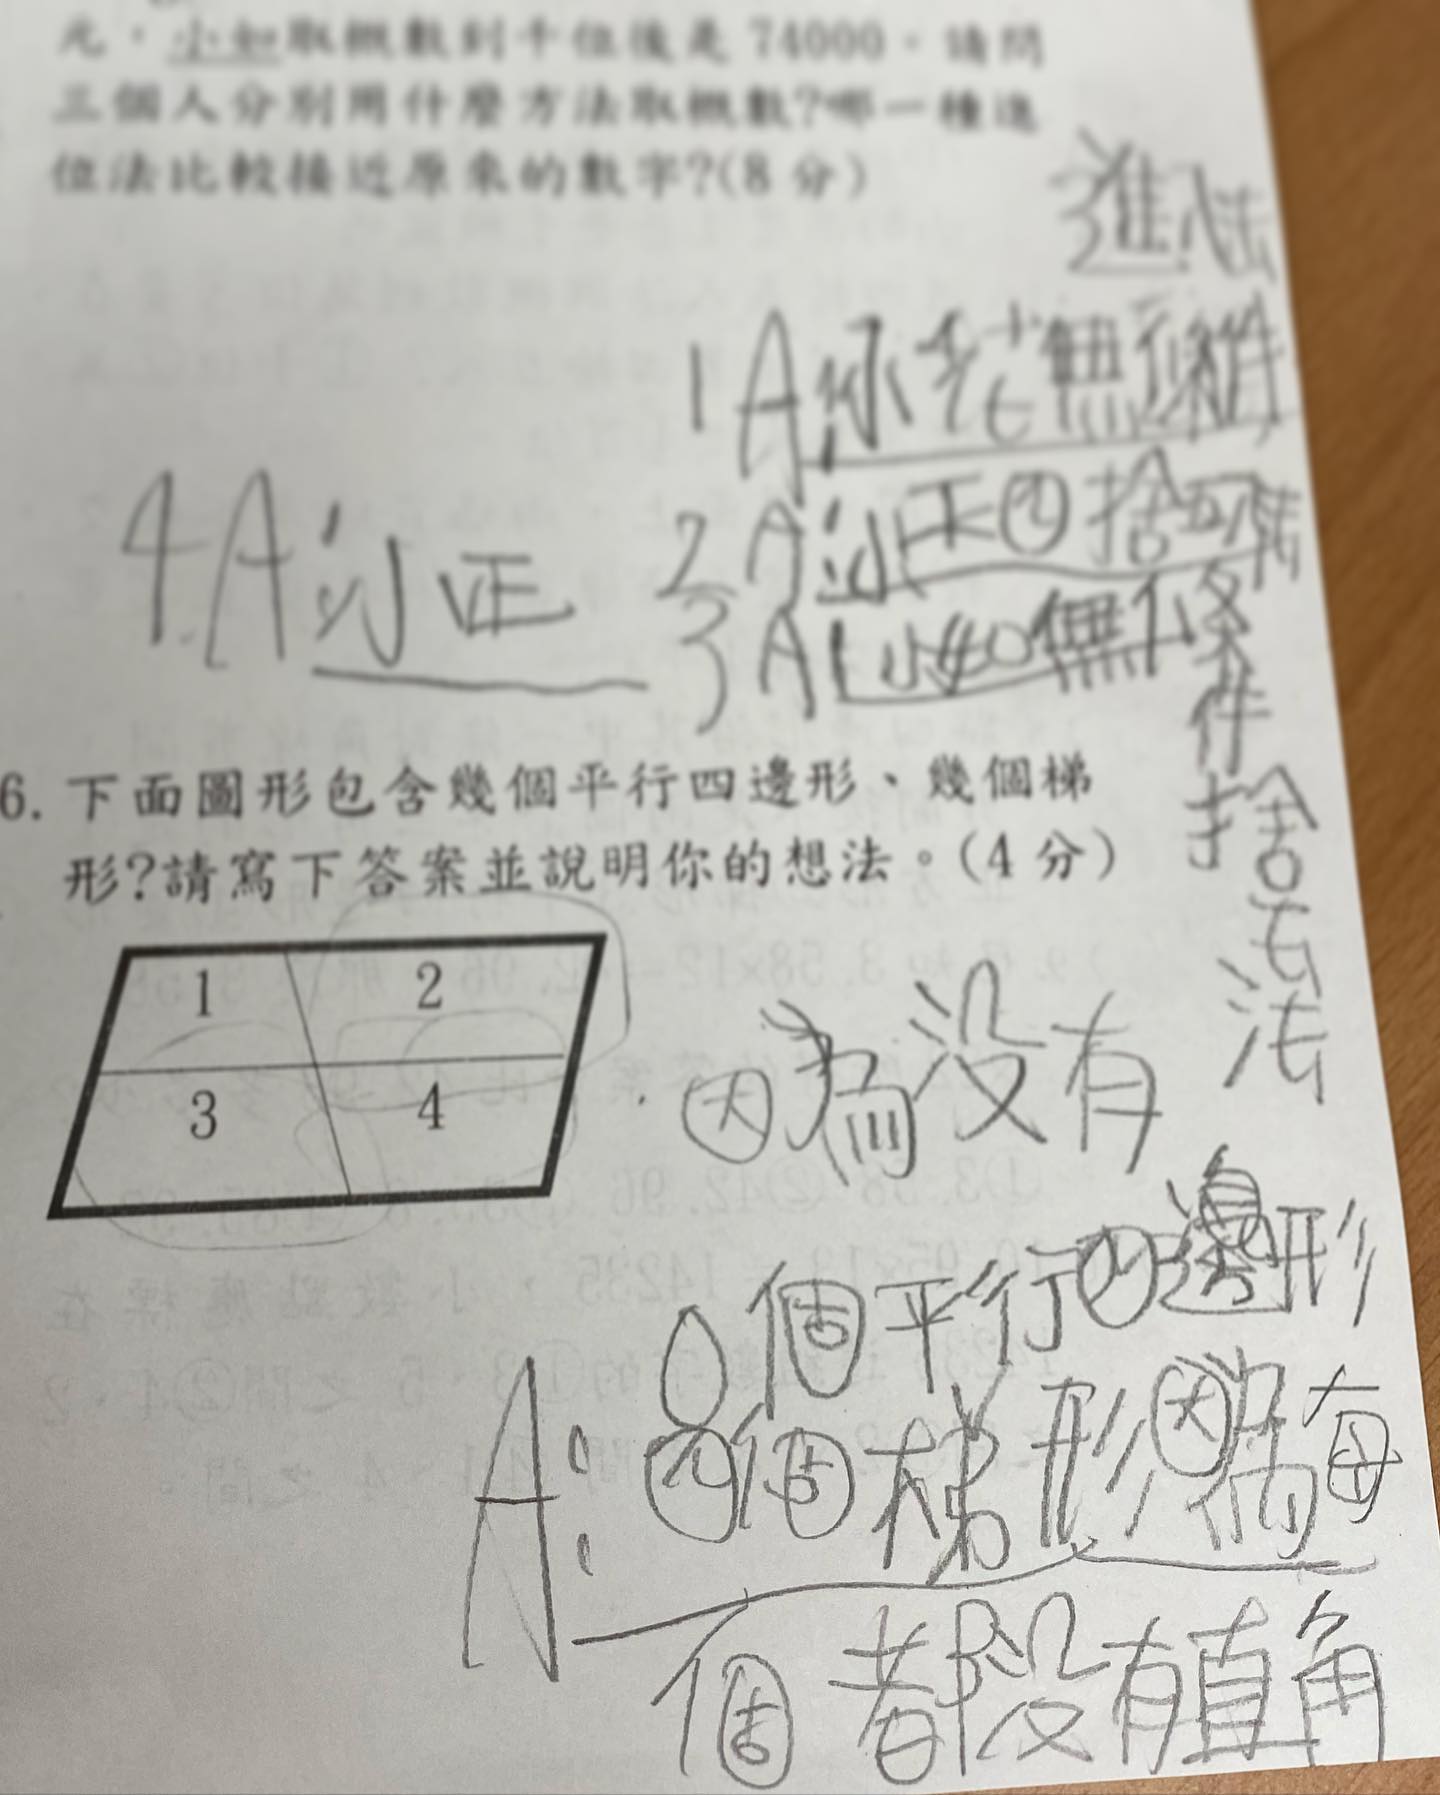 元，小如取概數到千位後是 74000。請問
三個人分別用什麼方法取概數?哪一種進
位法比較接近原來的數字?(8 分)
進入法
1A 小花無條件
2A 小正四捨五入法
3A 小如無條件捨去法
4.A 小正
6. 下面圖形包含幾個平行四邊形、幾個梯
形?請寫下答案並說明你的想法。(4 分)
1 2
3 4
因為沒有
A: 0個平行四邊形
個梯形因為每
個都沒有直角